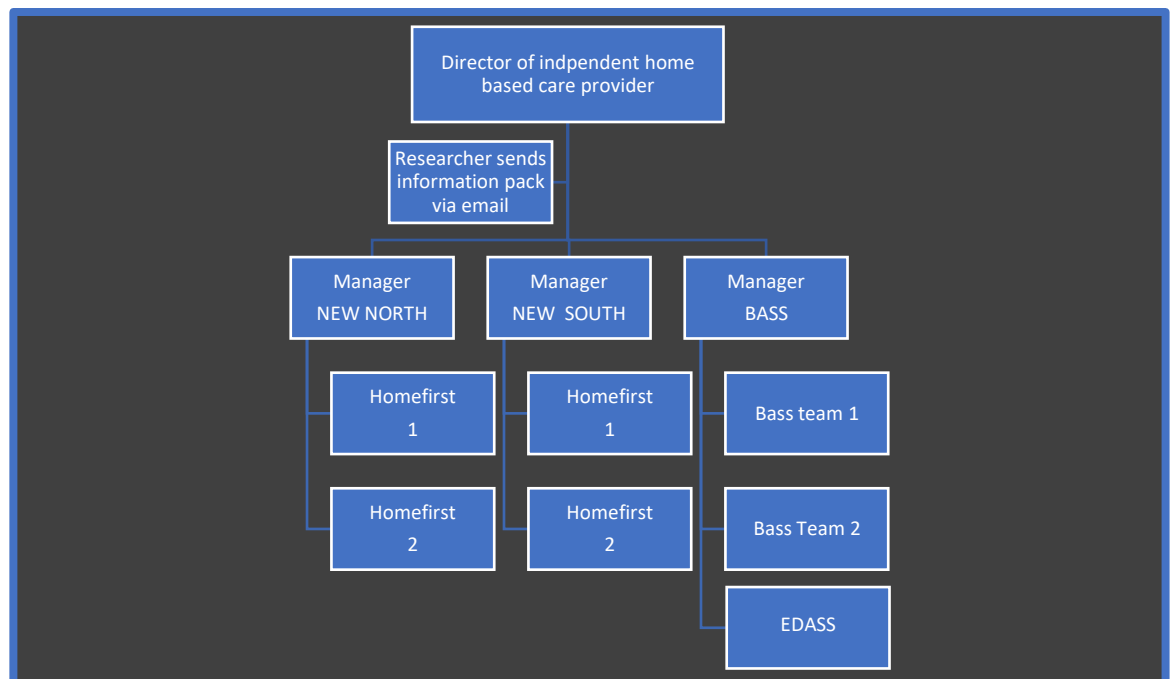 Director of indpendent home
based care provider
Researcher sends
information pack
via email
Manager
NEW NORTH
Manager
NEW SOUTH
Manager
BASS
Homefirst
1
Homefirst
1
Bass team 1
Homefirst
2
Homefirst
2
Bass Team 2
EDASS